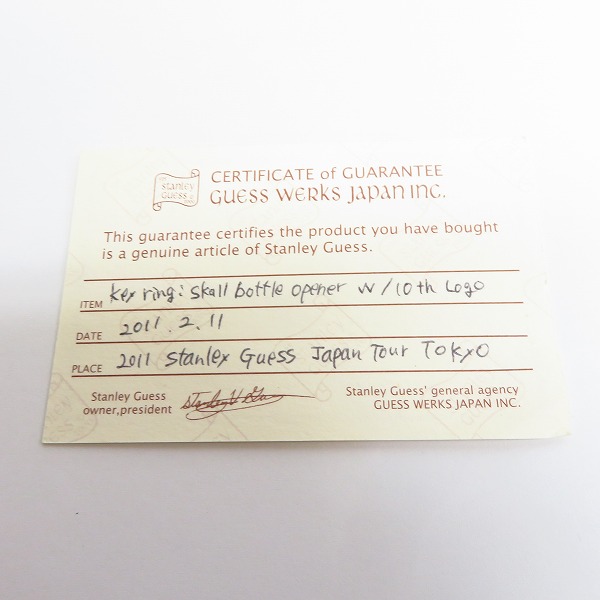 Stanley
Guess
CERTIFICATE of GUARANTEE
GUESS WERKS JAPAN INC.
This guarantee certifies the product you have bought
is a genuine article of Stanley Guess.
ITEM Key ring: Skall bottle opener W/10th Logo
DATE 2011.2.11
PLACE 2011 Stanley Guess Japan Tour TOKYO
Stanley Guess
owner,president
Stanley Guess' general agency
GUESS WERKS JAPAN INC.